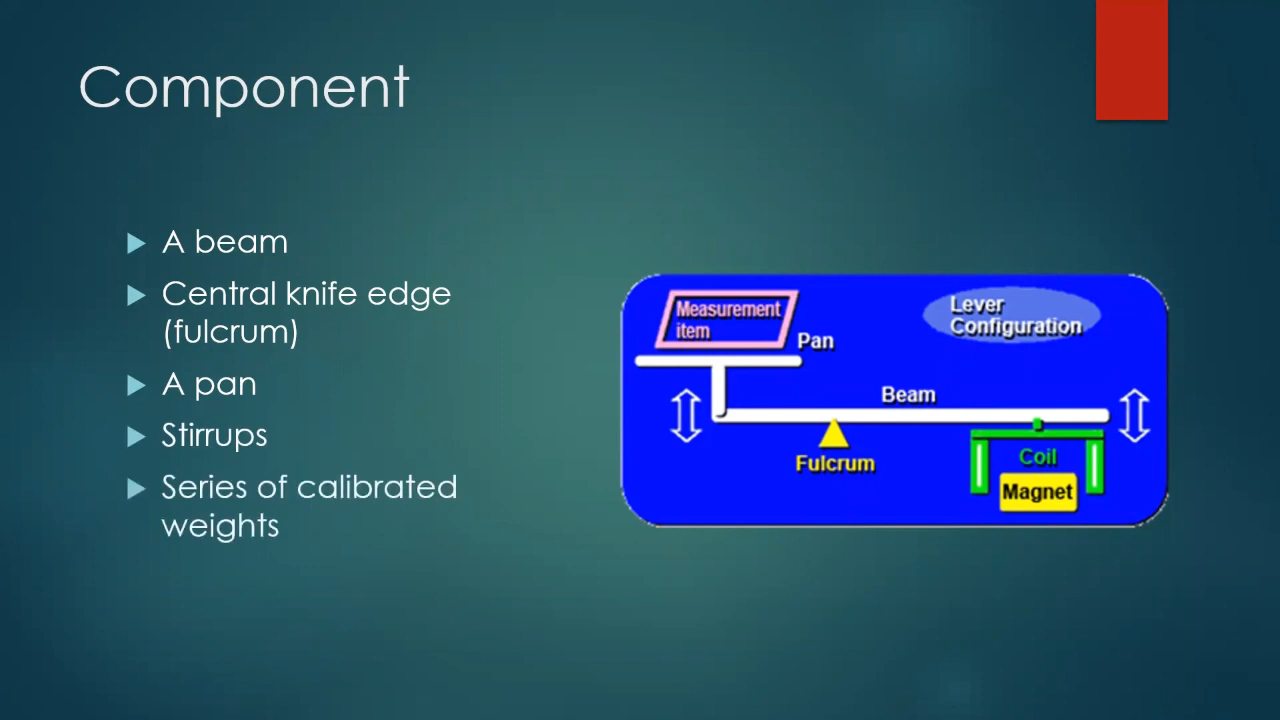 Component
A beam
Central knife edge
(fulcrum)
A pan
Stirrups
Series of calibrated
weights
Measurement
item
Pan
Lever
Configuration
Beam
Fulcrum
Coil
Magnet